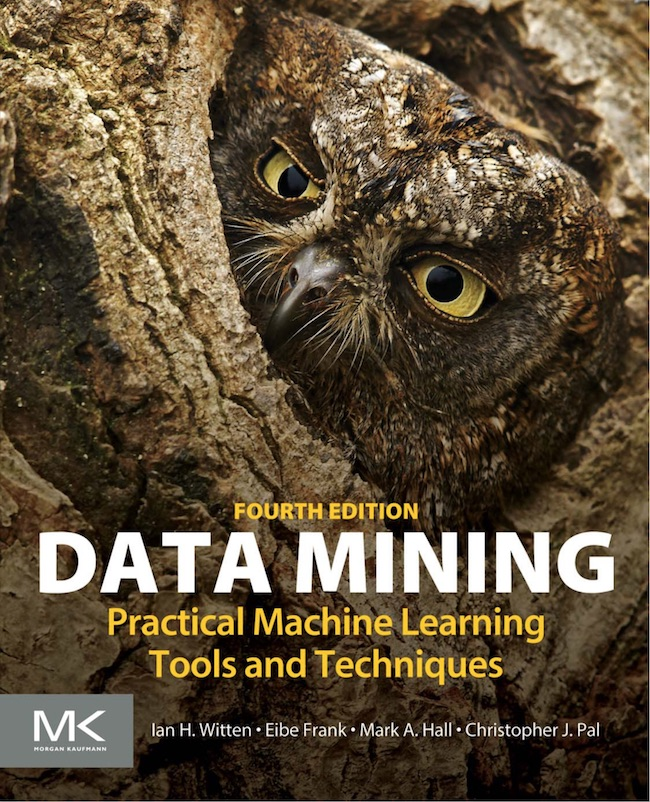 FOURTH EDITION
DATA MINING
Practical Machine Learning
Tools and Techniques
MK
MORGAN KAUFMANN
Ian H. Witten • Eibe Frank • Mark A. Hall • Christopher J. Pal